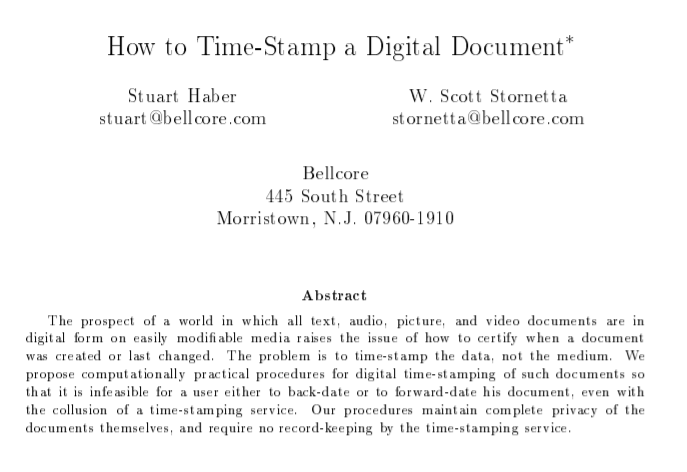 How to Time-Stamp a Digital Document*
Stuart Haber
stuart@bellcore.com
W. Scott Stornetta
stornetta@bellcore.com
Bellcore
445 South Street
Morristown, N.J. 07960-1910
Abstract
The prospect of a world in which all text, audio, picture, and video documents are in
digital form on easily modifiable media raises the issue of how to certify when a document
was created or last changed. The problem is to time-stamp the data, not the medium. We
propose computationally practical procedures for digital time-stamping of such documents so
that it is infeasible for a user either to back-date or to forward-date his document, even with
the collusion of a time-stamping service. Our procedures maintain complete privacy of the
documents themselves, and require no record-keeping by the time-stamping service.